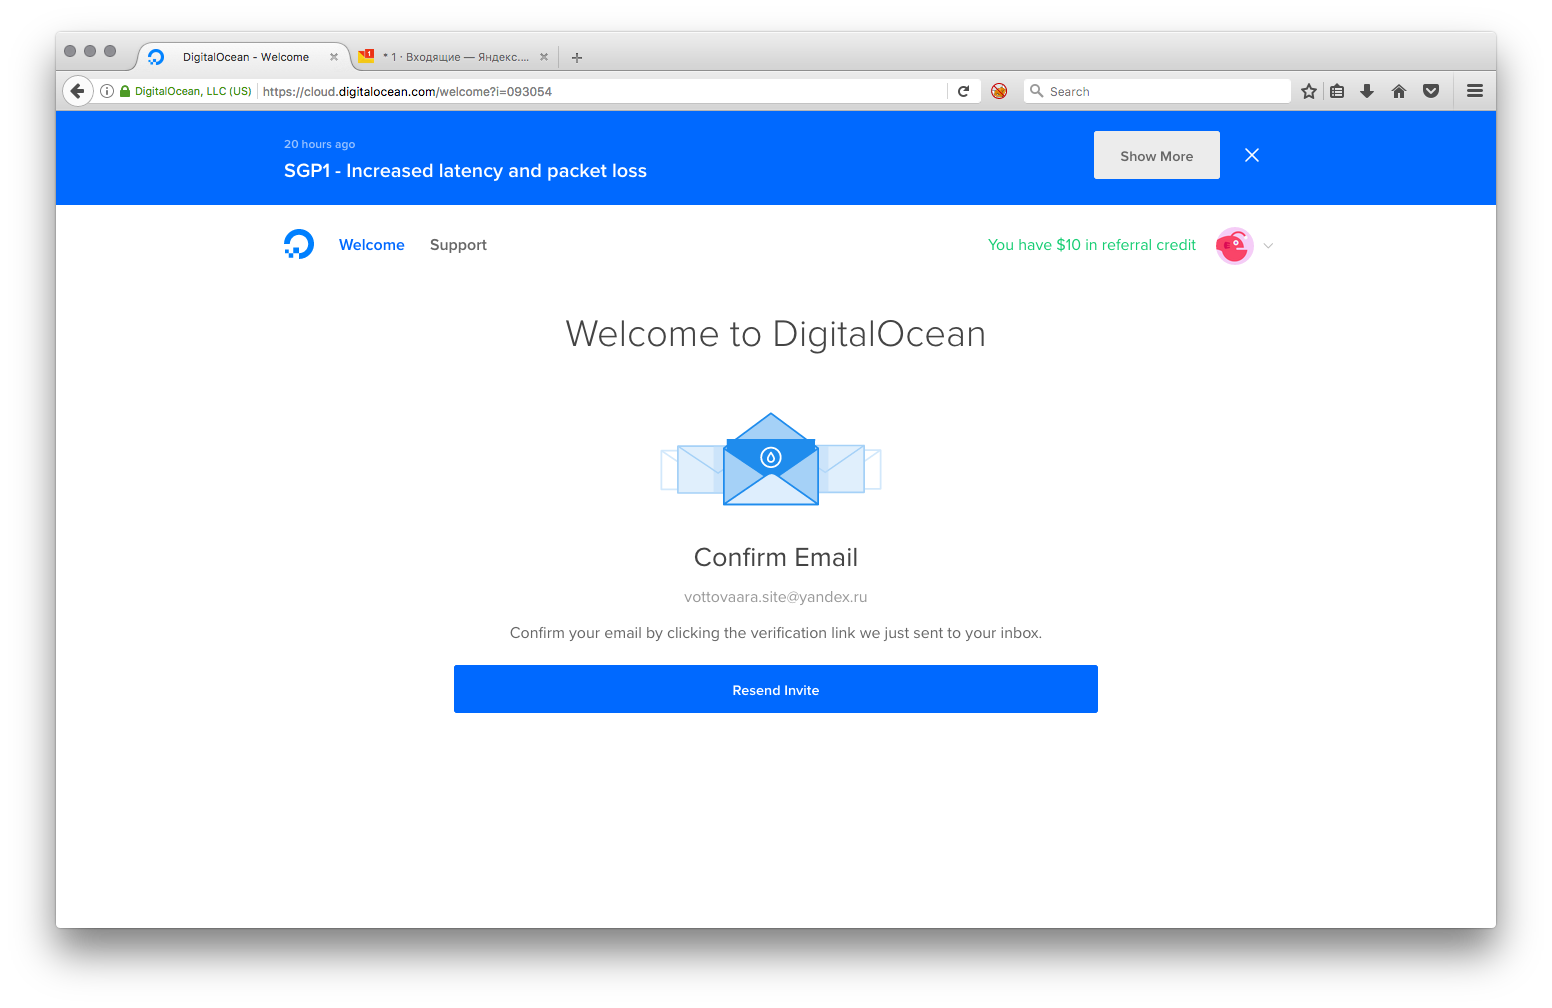 DigitalOcean - Welcome
* 1 · Входящие — Яндекс....
1
DigitalOcean, LLC (US)
https://cloud.digitalocean.com/welcome?i=093054
Search
20 hours ago
SGP1 - Increased latency and packet loss
Show More
Welcome
Support
You have $10 in referral credit
Welcome to DigitalOcean
Confirm Email
vottovaara.site@yandex.ru
Confirm your email by clicking the verification link we just sent to your inbox.
Resend Invite